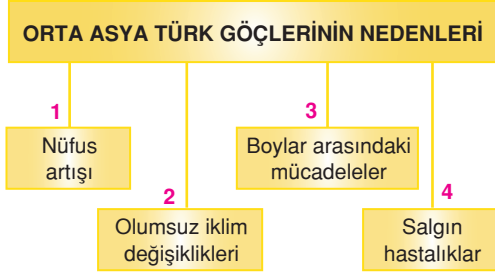 ORTA ASYA TÜRK GÖÇLERİNİN NEDENLERİ
1
Nüfus
artışı
2
Olumsuz iklim
değişiklikleri
3
Boylar arasındaki
mücadeleler
4
Salgın
hastalıklar